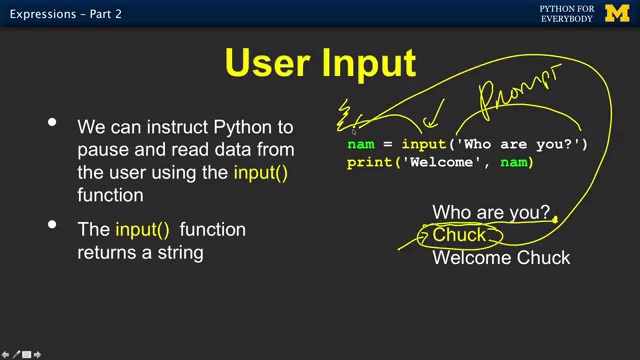 Expressions – Part 2
PYTHON FOR
EVERYBODY
M
User Input
Prompt
• We can instruct Python to
pause and read data from
the user using the input()
function
• The input() function
returns a string
nam = input('Who are you?')
print('Welcome', nam)
Who are you?
Chuck
Welcome Chuck